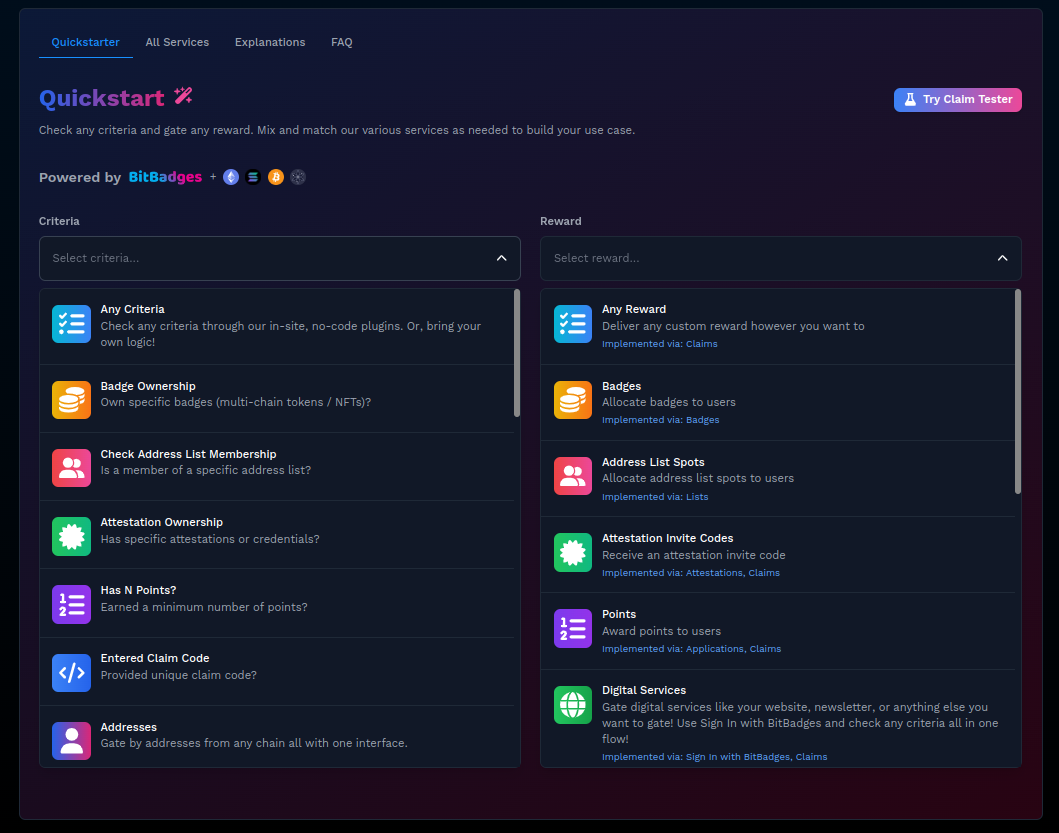 Quickstarter All Services Explanations FAQ
Quickstart
Try Claim Tester
Check any criteria and gate any reward. Mix and match our various services as needed to build your use case.
Powered by BitBadges +
Criteria
Select criteria...
Any Criteria
Check any criteria through our in-site, no-code plugins. Or, bring your
own logic!
Badge Ownership
Own specific badges (multi-chain tokens / NFTs)?
Check Address List Membership
Is a member of a specific address list?
Attestation Ownership
Has specific attestations or credentials?
Has N Points?
Earned a minimum number of points?
Entered Claim Code
Provided unique claim code?
Addresses
Gate by addresses from any chain all with one interface.
Reward
Select reward...
Any Reward
Deliver any custom reward however you want to
Implemented via: Claims
Badges
Allocate badges to users
Implemented via: Badges
Address List Spots
Allocate address list spots to users
Implemented via: Lists
Attestation Invite Codes
Receive an attestation invite code
Implemented via: Attestations, Claims
Points
Award points to users
Implemented via: Applications, Claims
Digital Services
Gate digital services like your website, newsletter, or anything else you
want to gate! Use Sign In with BitBadges and check any criteria all in one
flow!
Implemented via: Sign In with BitBadges, Claims